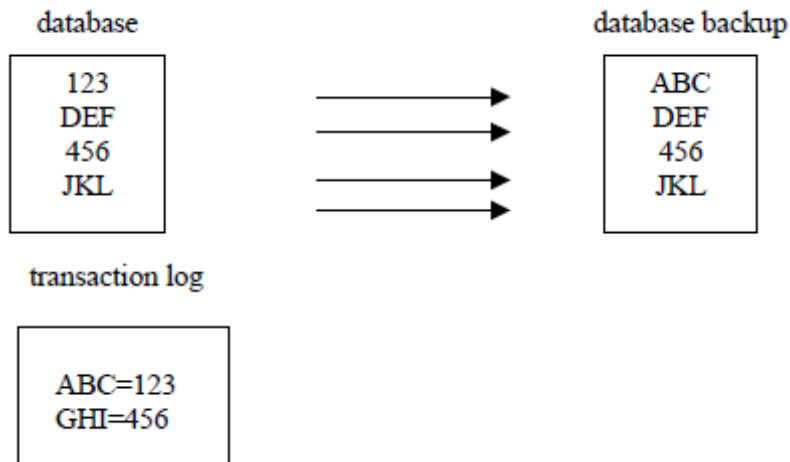 database
123
DEF
456
JKL
database backup
ABC
DEF
456
JKL
transaction log
ABC=123
GHI=456